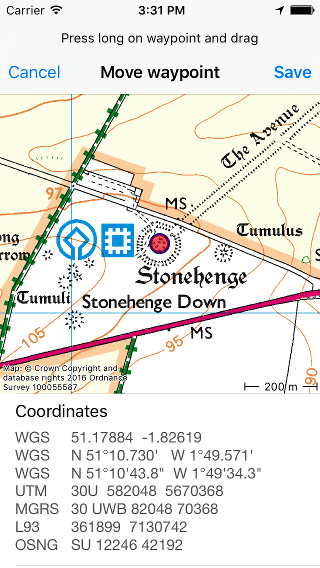 Carrier 3:31 PM
Press long on waypoint and drag
Cancel Move waypoint Save
The Avenue
97
MS
Tumulus
Stonehenge
Tumuli Stonehenge Down
MS
105
95
90
Map: © Crown Copyright and
database rights 2016 Ordnance
Survey 100055587
200 m
Coordinates
WGS 51.17884 -1.82619
WGS N 51°10.730' W 1°49.571'
WGS N 51°10'43.8" W 1°49'34.3"
UTM 30U 582048 5670368
MGRS 30 UWB 82048 70368
L93 361899 7130742
OSNG SU 12246 42192